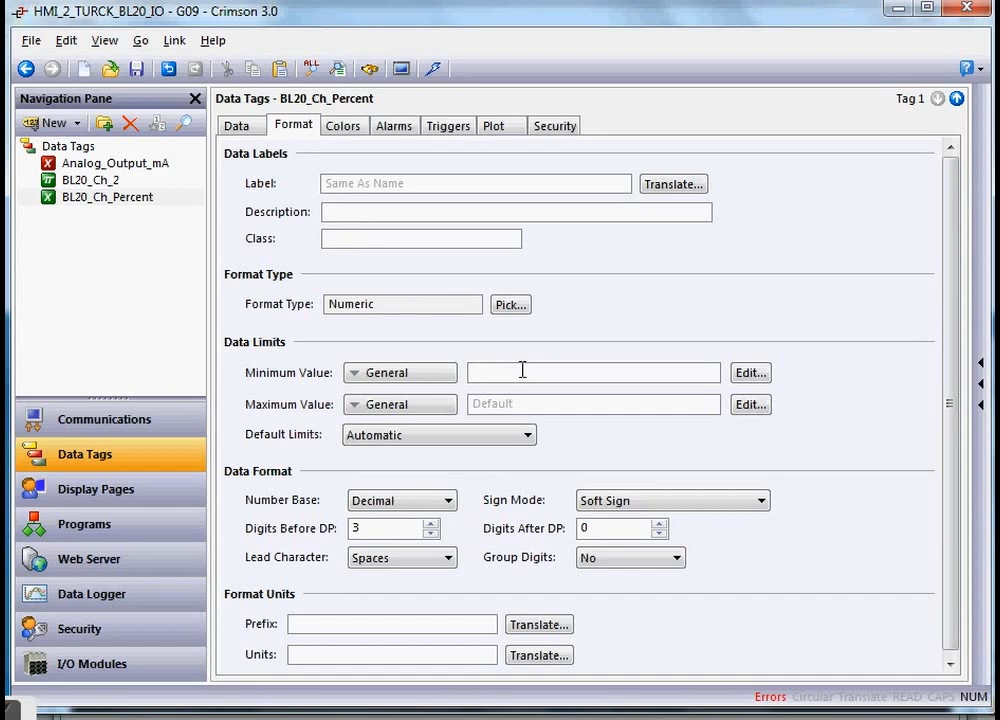 HMI_2_TURCK_BL20_IO - G09 - Crimson 3.0
File Edit View Go Link Help
ALL
Navigation Pane
Data Tags - BL20_Ch_Percent
Tag 1
New
Data Format Colors Alarms Triggers Plot Security
Data Tags
Analog_Output_mA
BL20_Ch_2
BL20_Ch_Percent
Data Labels
Label: Same As Name Translate...
Description:
Class:
Format Type
Format Type: Numeric Pick...
Data Limits
Minimum Value: General Edit...
Maximum Value: General Default Edit...
Default Limits: Automatic
Data Format
Number Base: Decimal Sign Mode: Soft Sign
Digits Before DP: 3 Digits After DP: 0
Lead Character: Spaces Group Digits: No
Format Units
Prefix: Translate...
Units: Translate...
Communications
Data Tags
Display Pages
Programs
Web Server
Data Logger
Security
I/O Modules
Errors Circular Translate READ CAPS NUM